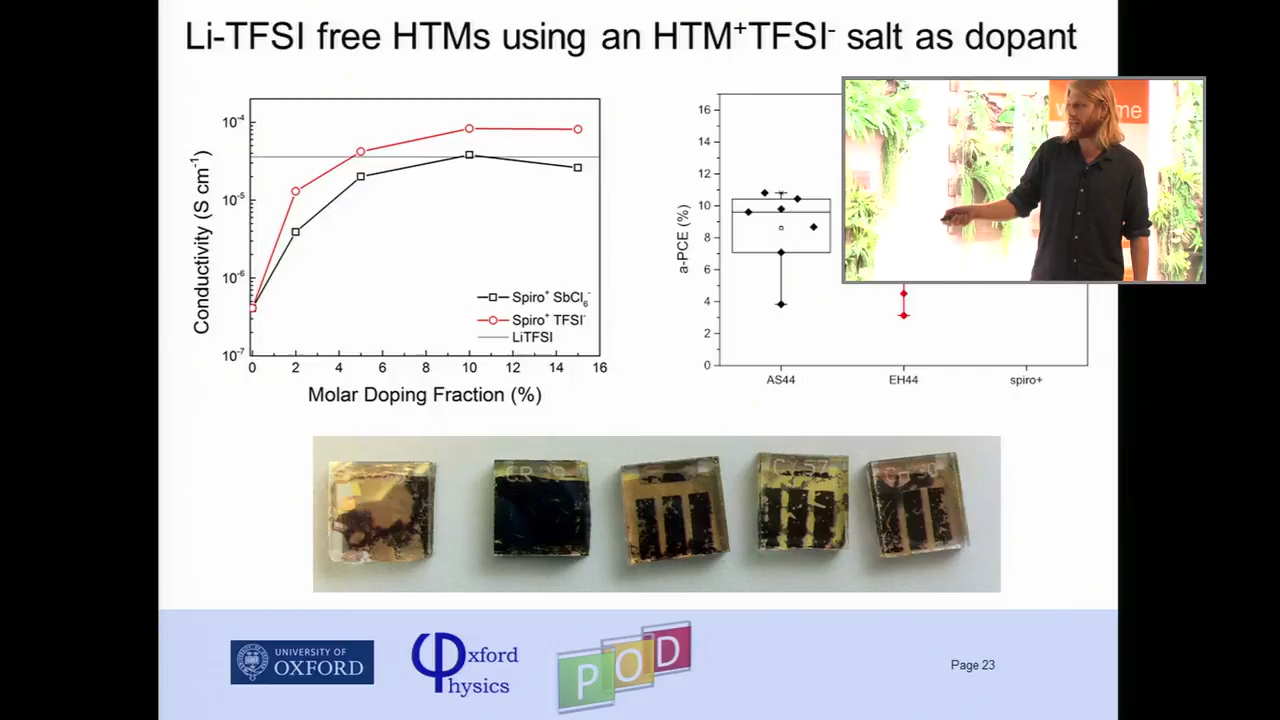 Li-TFSI free HTMs using an HTM⁺TFSI⁻ salt as dopant
10⁻⁴
10⁻⁵
10⁻⁶
10⁻⁷
Conductivity (S cm⁻¹)
Spiro⁺ SbCl₆⁻
Spiro⁺ TFSI⁻
LiTFSI
0 2 4 6 8 10 12 14 16
Molar Doping Fraction (%)
16
14
12
10
8
6
4
2
0
a-PCE (%)
AS44 EH44 spiro+
UNIVERSITY OF
OXFORD
Oxford
Physics
POD
Page 23